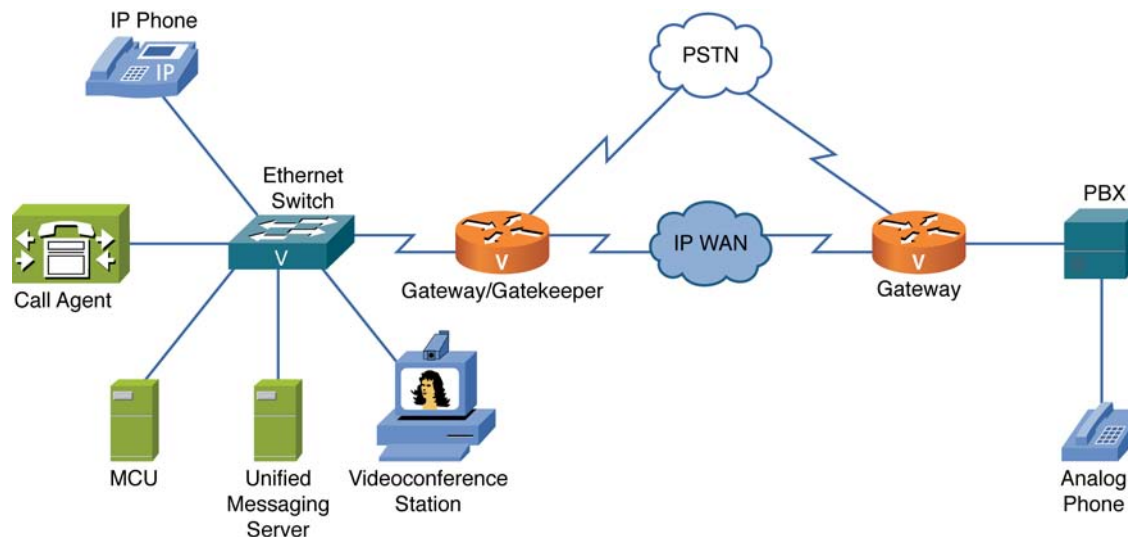 IP Phone
IP
PSTN
Ethernet
Switch
PBX
IP WAN
V
V
V
Call Agent
Gateway/Gatekeeper
Gateway
MCU
Unified
Messaging
Server
Videoconference
Station
Analog
Phone